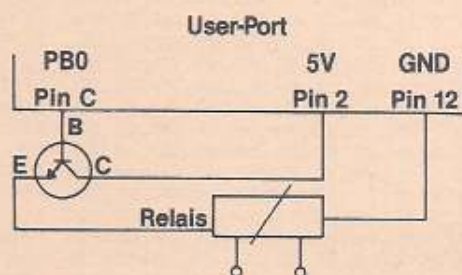 User-Port
PB0 5V GND
Pin C Pin 2 Pin 12
B
E C
Relais